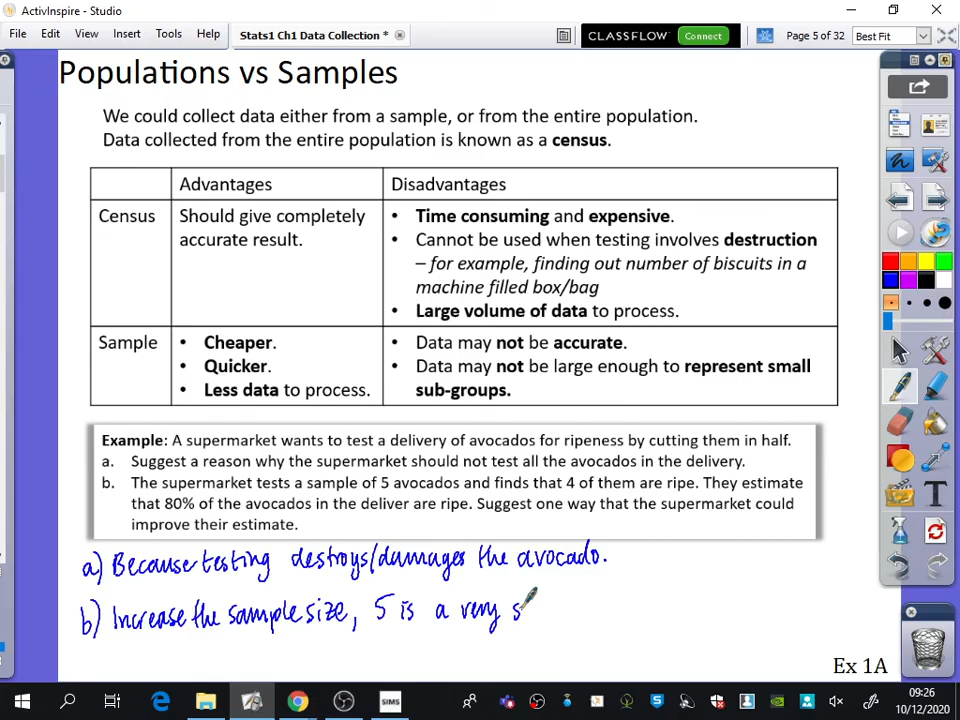 ActivInspire - Studio
File Edit View Insert Tools Help Stats1 Ch1 Data Collection * CLASSFLOW Connect Page 5 of 32 Best Fit
Populations vs Samples
We could collect data either from a sample, or from the entire population.
Data collected from the entire population is known as a census.
Advantages Disadvantages
Census Should give completely • Time consuming and expensive.
accurate result. • Cannot be used when testing involves destruction
– for example, finding out number of biscuits in a
machine filled box/bag
• Large volume of data to process.
Sample • Cheaper. • Data may not be accurate.
• Quicker. • Data may not be large enough to represent small
• Less data to process. sub-groups.
Example: A supermarket wants to test a delivery of avocados for ripeness by cutting them in half.
a. Suggest a reason why the supermarket should not test all the avocados in the delivery.
b. The supermarket tests a sample of 5 avocados and finds that 4 of them are ripe. They estimate
that 80% of the avocados in the deliver are ripe. Suggest one way that the supermarket could
improve their estimate.
a) Because testing destroys/damages the avocado.
b) Increase the sample size, 5 is a very s
Ex 1A
SIMS
09:26
10/12/2020